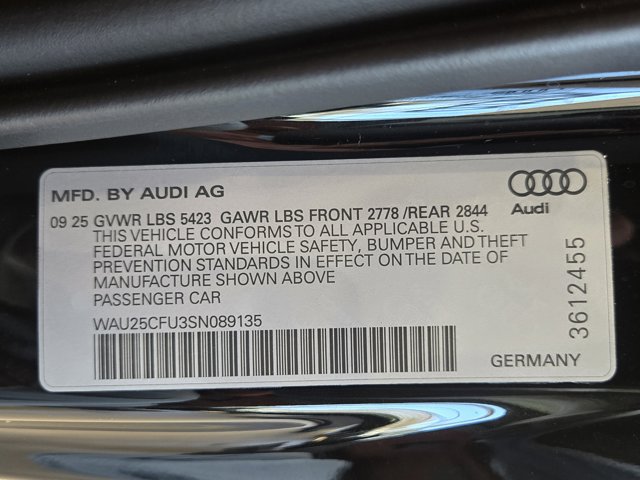 MFD. BY AUDI AG
09 25 GVWR LBS 5423 GAWR LBS FRONT 2778 /REAR 2844
THIS VEHICLE CONFORMS TO ALL APPLICABLE U.S.
FEDERAL MOTOR VEHICLE SAFETY, BUMPER AND THEFT
PREVENTION STANDARDS IN EFFECT ON THE DATE OF
MANUFACTURE SHOWN ABOVE
PASSENGER CAR
WAU25CFU3SN089135
Audi
3612455
GERMANY